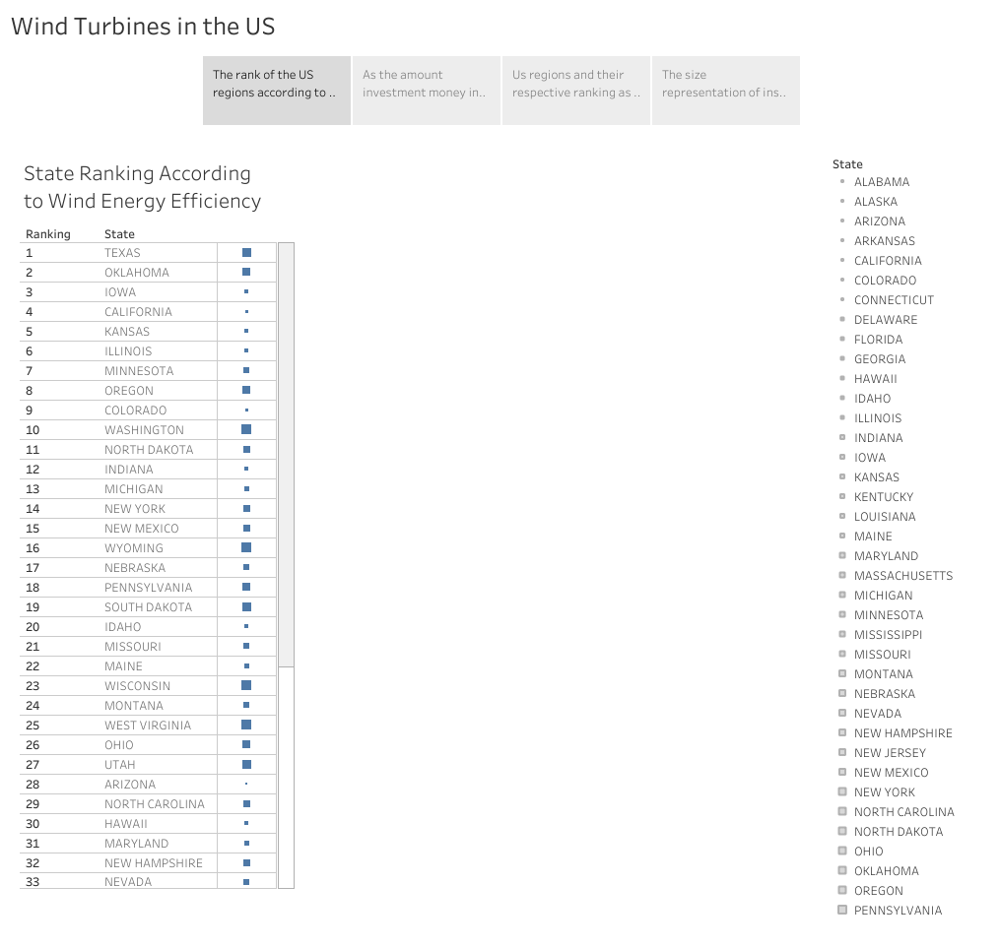 Wind Turbines in the US
The rank of the US
regions according to ..
As the amount
investment money in..
Us regions and their
respective ranking as ..
The size
representation of ins..
State Ranking According
to Wind Energy Efficiency
Ranking State
1 TEXAS
2 OKLAHOMA
3 IOWA
4 CALIFORNIA
5 KANSAS
6 ILLINOIS
7 MINNESOTA
8 OREGON
9 COLORADO
10 WASHINGTON
11 NORTH DAKOTA
12 INDIANA
13 MICHIGAN
14 NEW YORK
15 NEW MEXICO
16 WYOMING
17 NEBRASKA
18 PENNSYLVANIA
19 SOUTH DAKOTA
20 IDAHO
21 MISSOURI
22 MAINE
23 WISCONSIN
24 MONTANA
25 WEST VIRGINIA
26 OHIO
27 UTAH
28 ARIZONA
29 NORTH CAROLINA
30 HAWAII
31 MARYLAND
32 NEW HAMPSHIRE
33 NEVADA
State
ALABAMA
ALASKA
ARIZONA
ARKANSAS
CALIFORNIA
COLORADO
CONNECTICUT
DELAWARE
FLORIDA
GEORGIA
HAWAII
IDAHO
ILLINOIS
INDIANA
IOWA
KANSAS
KENTUCKY
LOUISIANA
MAINE
MARYLAND
MASSACHUSETTS
MICHIGAN
MINNESOTA
MISSISSIPPI
MISSOURI
MONTANA
NEBRASKA
NEVADA
NEW HAMPSHIRE
NEW JERSEY
NEW MEXICO
NEW YORK
NORTH CAROLINA
NORTH DAKOTA
OHIO
OKLAHOMA
OREGON
PENNSYLVANIA